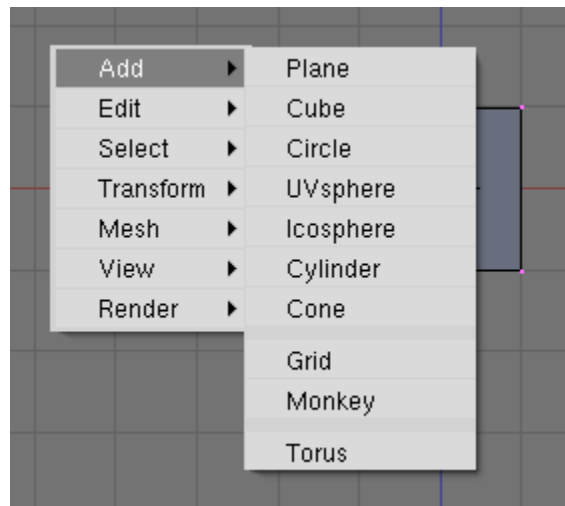 Add
Edit
Select
Transform
Mesh
View
Render
Plane
Cube
Circle
UVsphere
Icosphere
Cylinder
Cone
Grid
Monkey
Torus